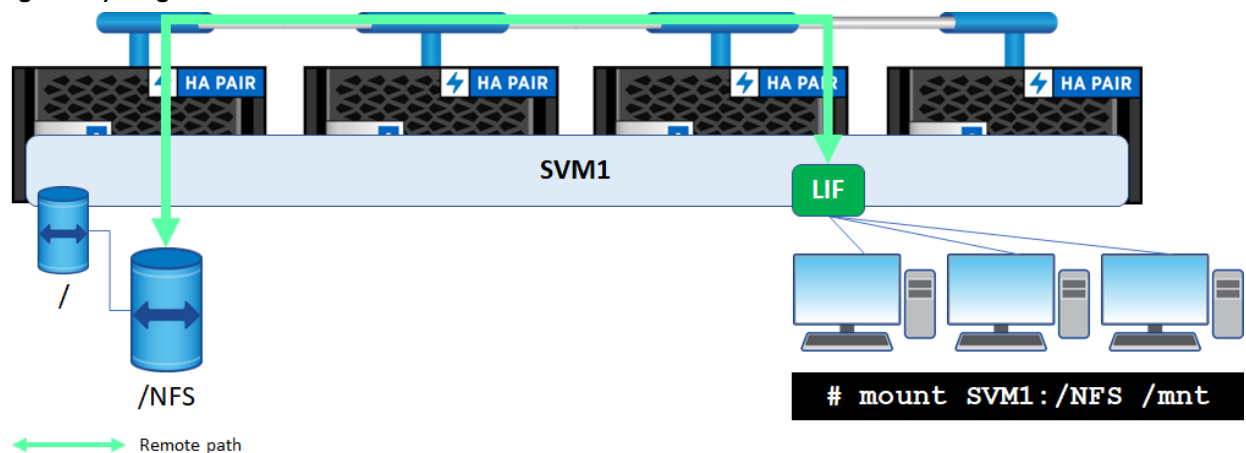 HA PAIR HA PAIR HA PAIR HA PAIR
SVM1
LIF
/
/NFS
# mount SVM1:/NFS /mnt
Remote path